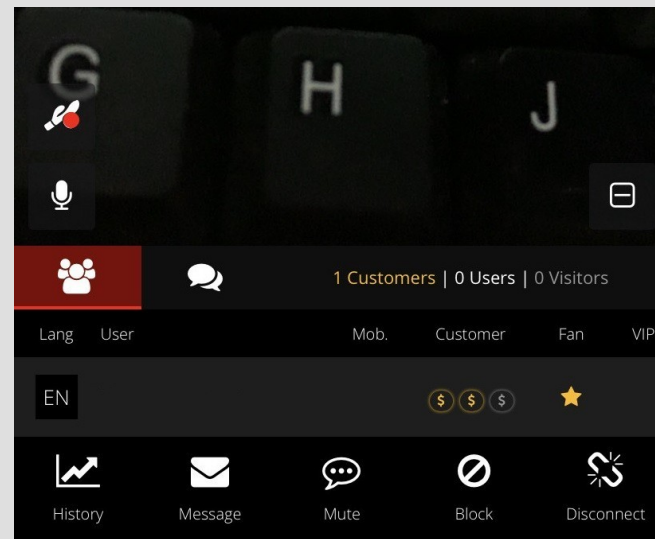 G H J
1 Customers | 0 Users | 0 Visitors
Lang User Mob. Customer Fan VIP
EN $ $ $
History Message Mute Block Disconnect